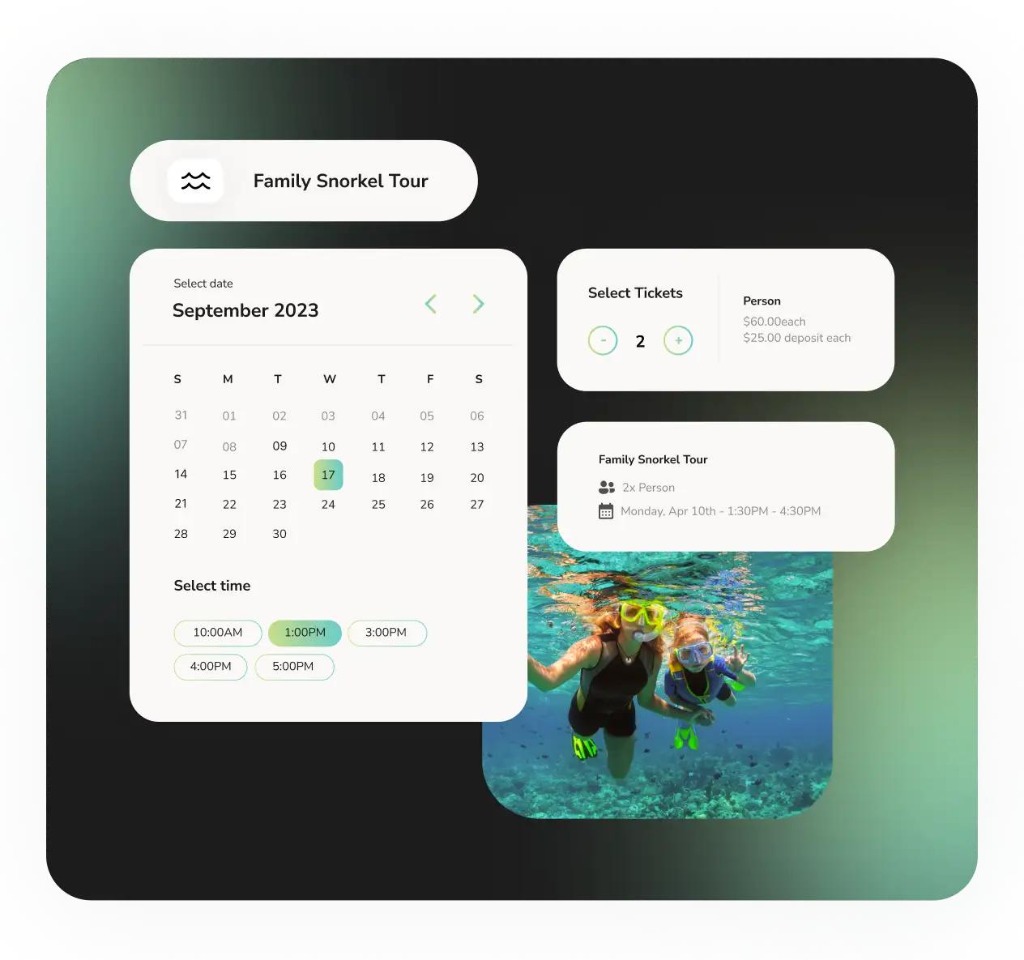 Family Snorkel Tour
Select date
September 2023
S M T W T F S
31 01 02 03 04 05 06
07 08 09 10 11 12 13
14 15 16 17 18 19 20
21 22 23 24 25 26 27
28 29 30
Select time
10:00AM 1:00PM 3:00PM
4:00PM 5:00PM
Select Tickets
- 2 +
Person
$60.00each
$25.00 deposit each
Family Snorkel Tour
2x Person
Monday, Apr 10th - 1:30PM - 4:30PM